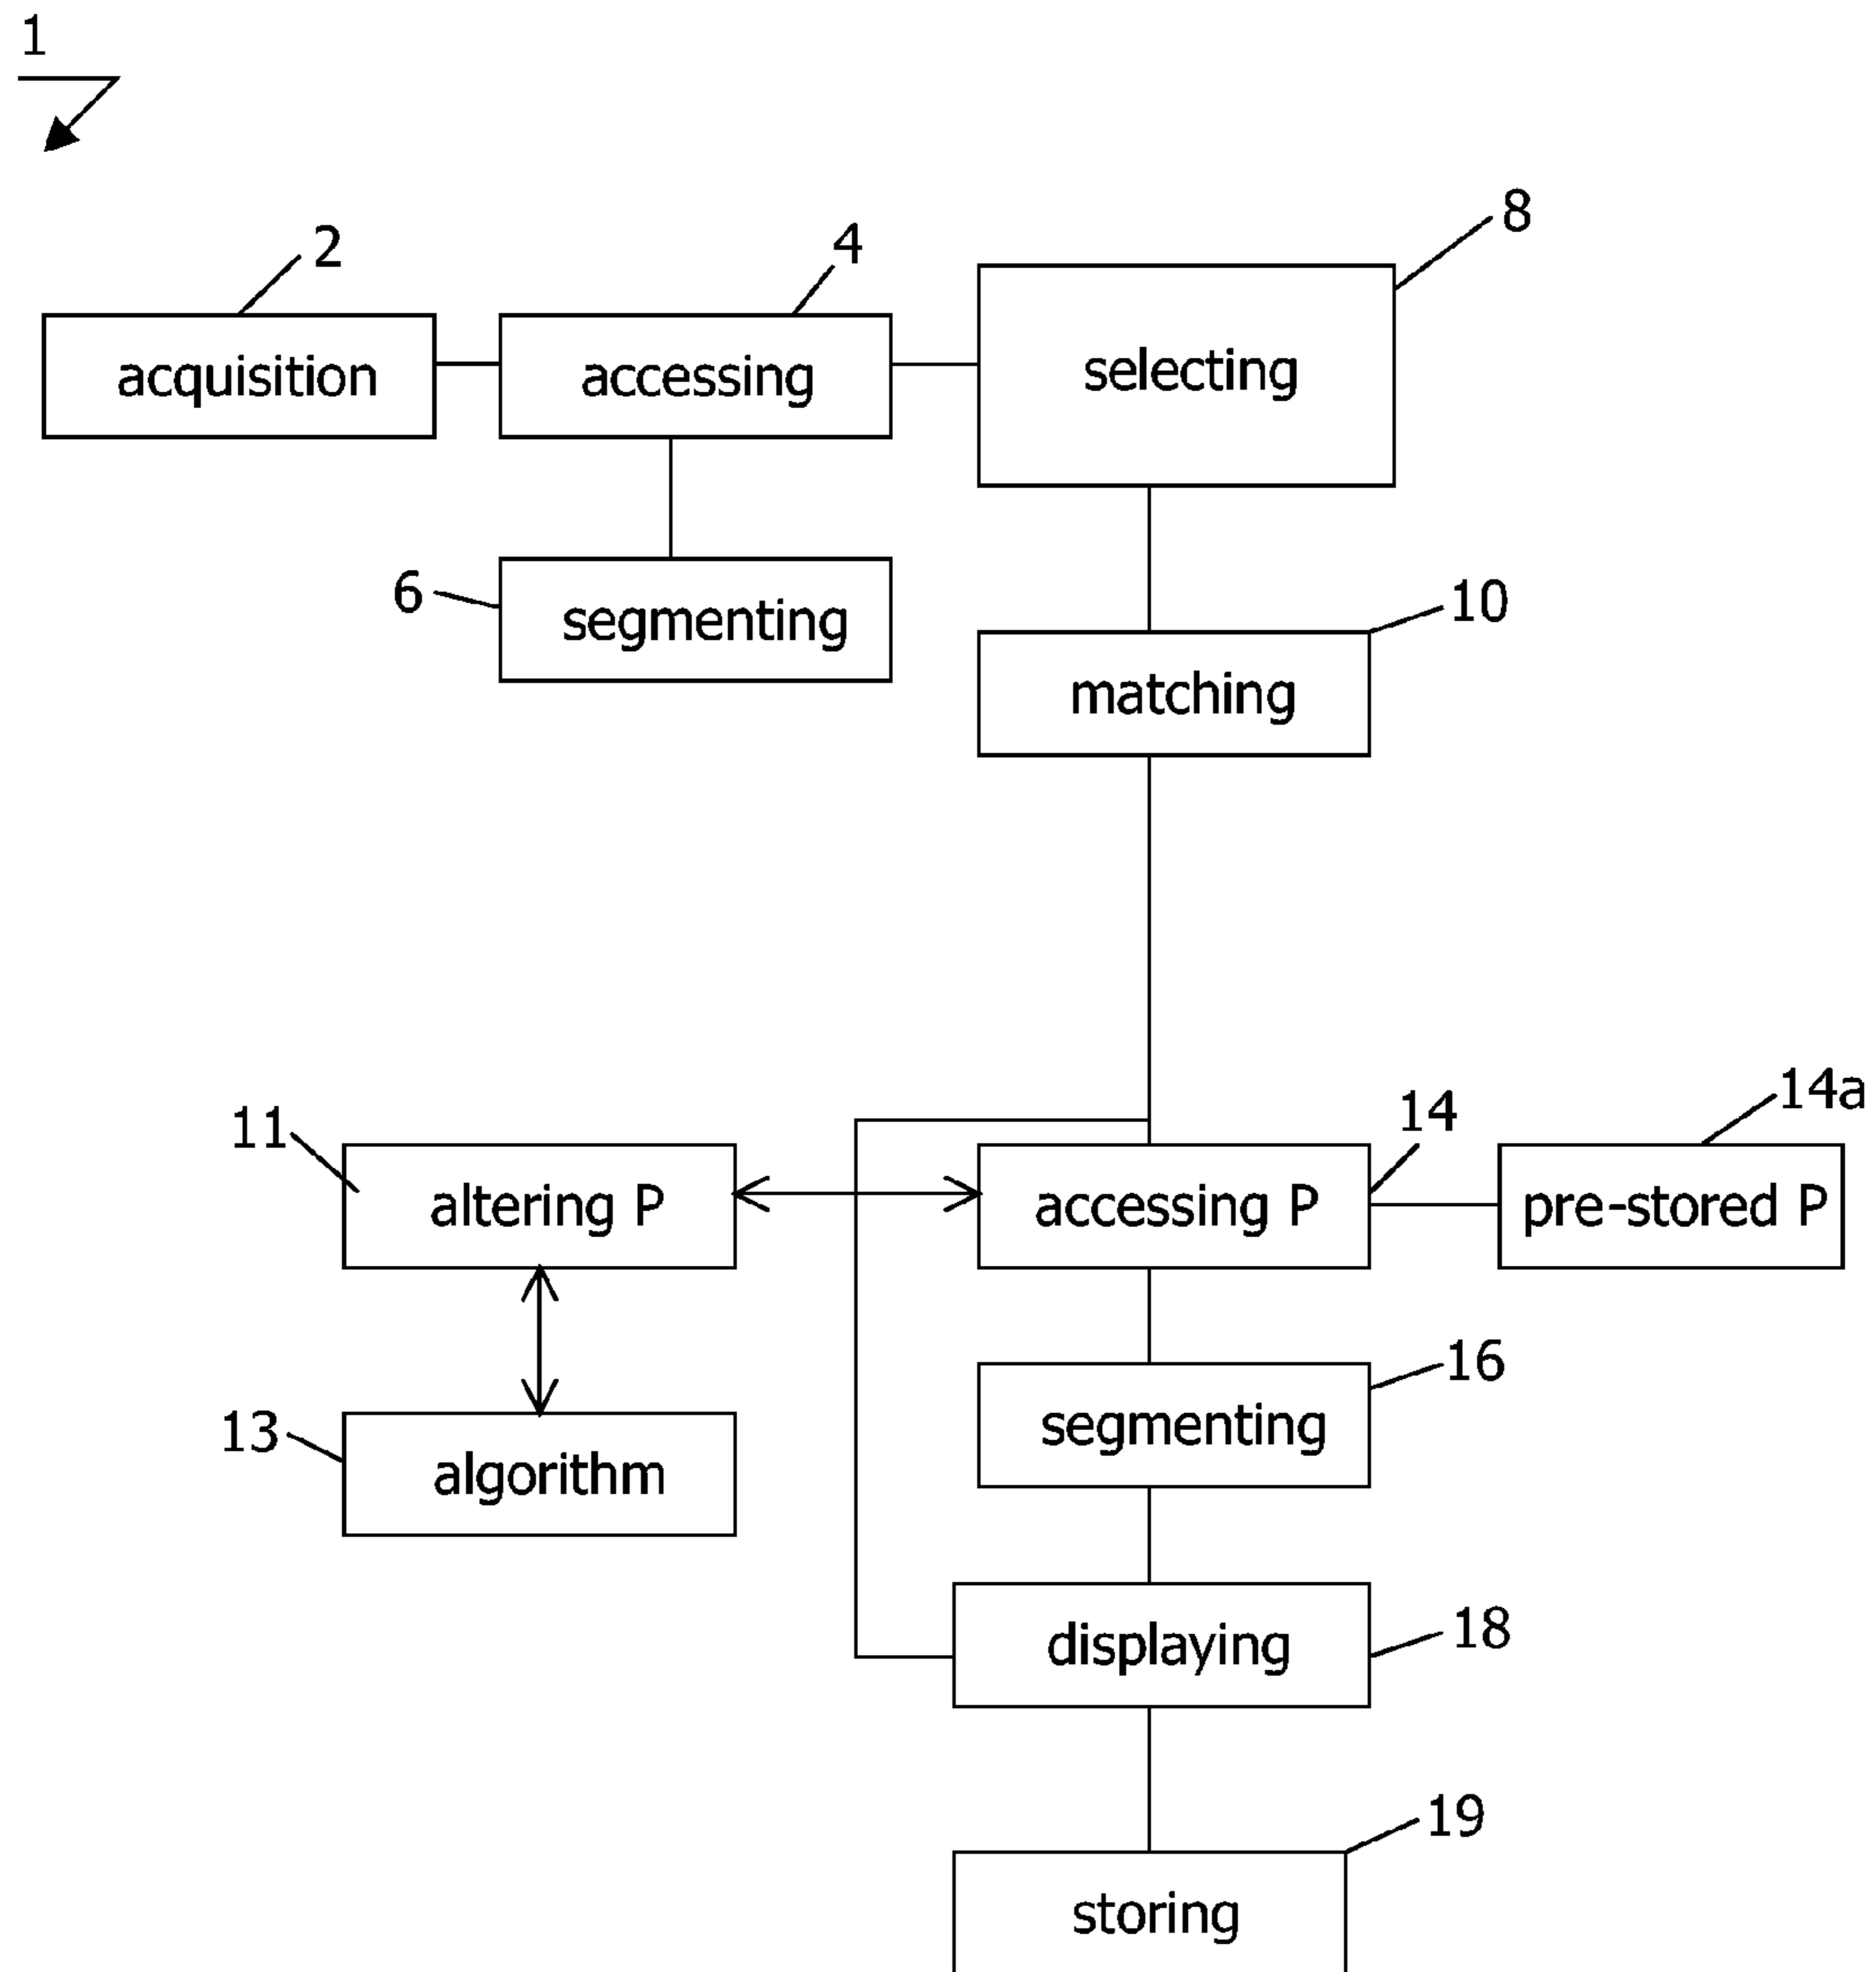 1
2
4
8
acquisition
accessing
selecting
6
segmenting
10
matching
11
altering P
14
accessing P
14a
pre-stored P
13
algorithm
16
segmenting
18
displaying
19
storing